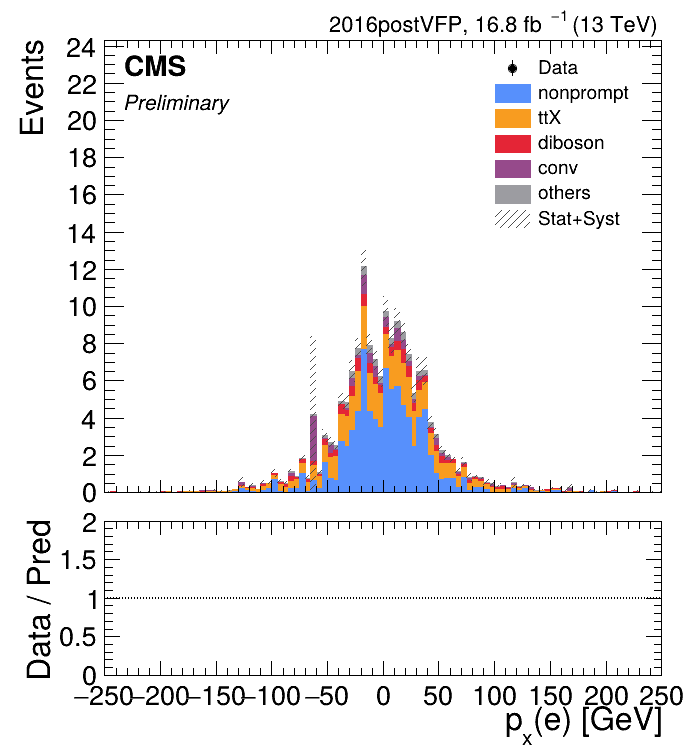 2016postVFP, 16.8 fb⁻¹ (13 TeV)
CMS
Preliminary
Events
Data
nonprompt
ttX
diboson
conv
others
Stat+Syst
24
22
20
18
16
14
12
10
8
6
4
2
0
Data / Pred
2
1.5
1
0.5
0
−250 −200 −150 −100 −50 0 50 100 150 200 250
pₓ(e) [GeV]